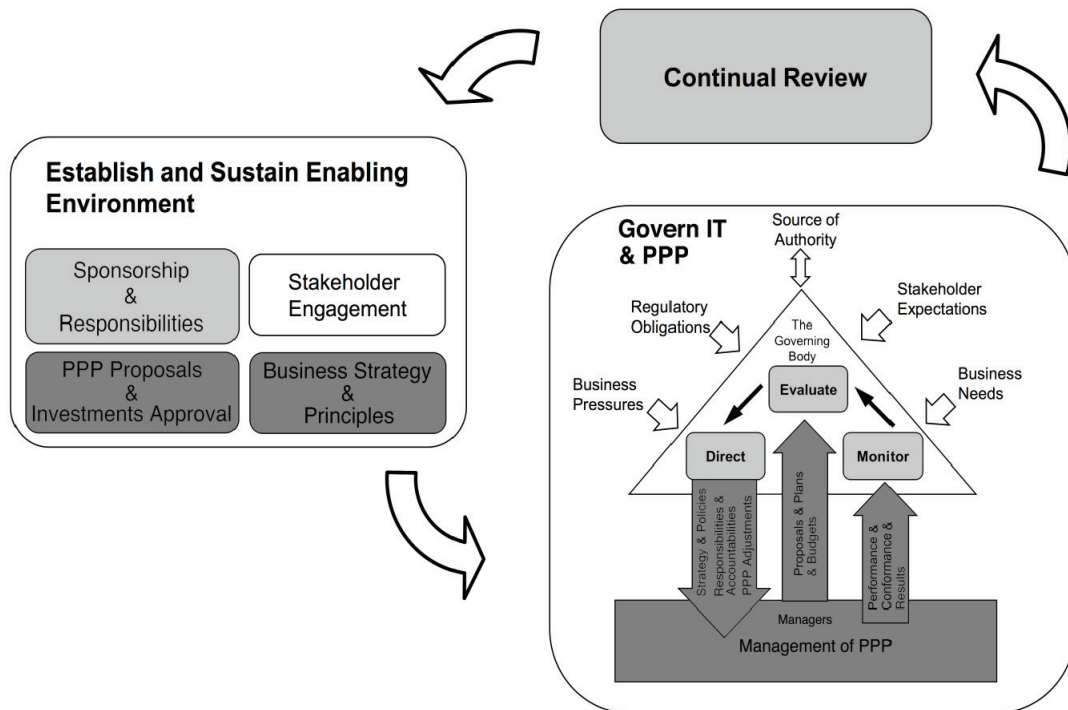 Continual Review
Establish and Sustain Enabling
Environment
Sponsorship
&
Responsibilities
Stakeholder
Engagement
PPP Proposals
&
Investments Approval
Business Strategy
&
Principles
Govern IT
& PPP
Source of
Authority
Regulatory
Obligations
Stakeholder
Expectations
The
Governing
Body
Business
Pressures
Evaluate
Business
Needs
Direct
Monitor
Strategy & Policies
Responsibilities &
Accountabilities
PPP Adjustments
Proposals & Plans
& Budgets
Performance &
Conformance &
Results
Managers
Management of PPP